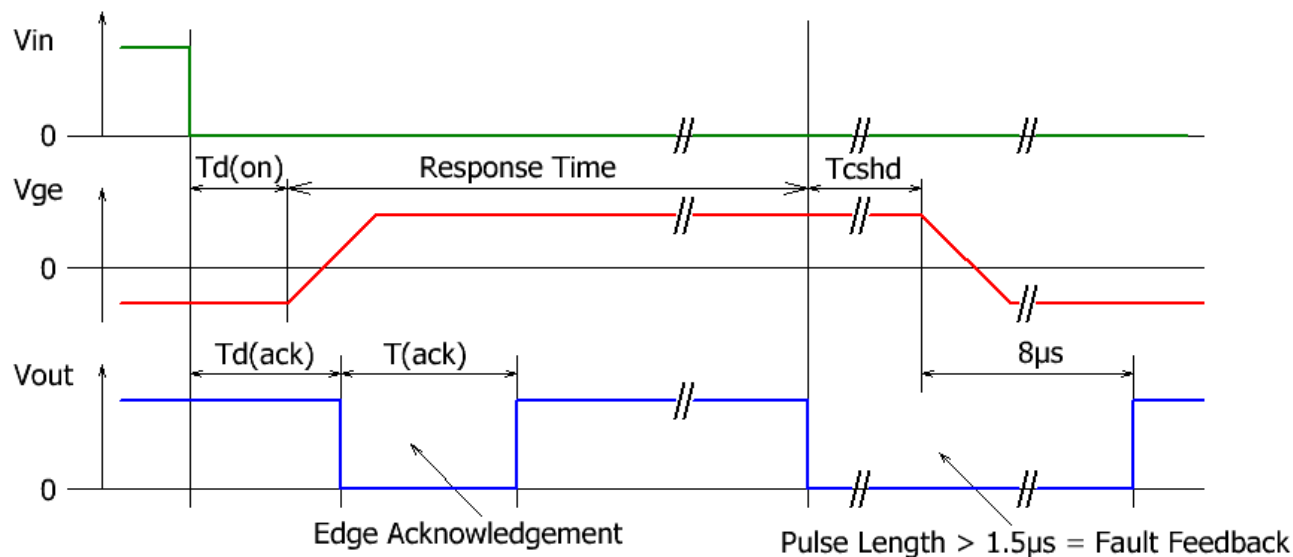 Vin
0
Td(on)
Response Time
Tcshd
Vge
0
Td(ack)
T(ack)
8µs
Vout
0
Edge Acknowledgement
Pulse Length > 1.5µs = Fault Feedback